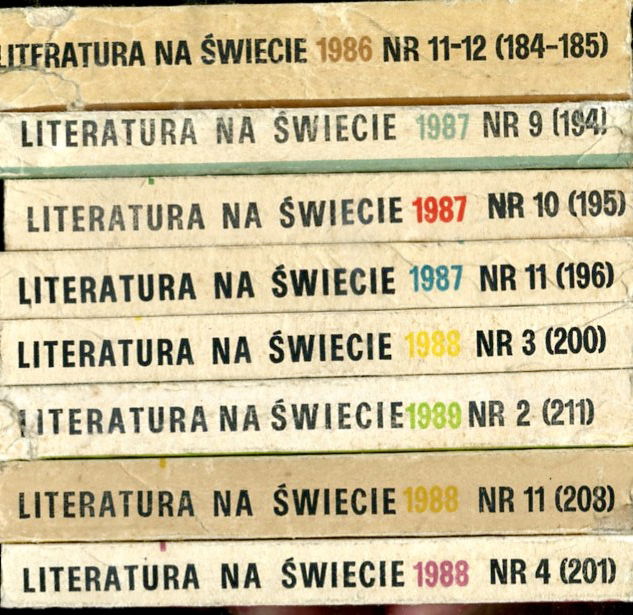 LITERATURA NA ŚWIECIE 1986 NR 11-12 (184-185)
LITERATURA NA ŚWIECIE 1987 NR 9 (194)
LITERATURA NA ŚWIECIE 1987 NR 10 (195)
LITERATURA NA ŚWIECIE 1987 NR 11 (196)
LITERATURA NA ŚWIECIE 1988 NR 3 (200)
LITERATURA NA ŚWIECIE 1989 NR 2 (211)
LITERATURA NA ŚWIECIE 1988 NR 11 (208)
LITERATURA NA ŚWIECIE 1988 NR 4 (201)